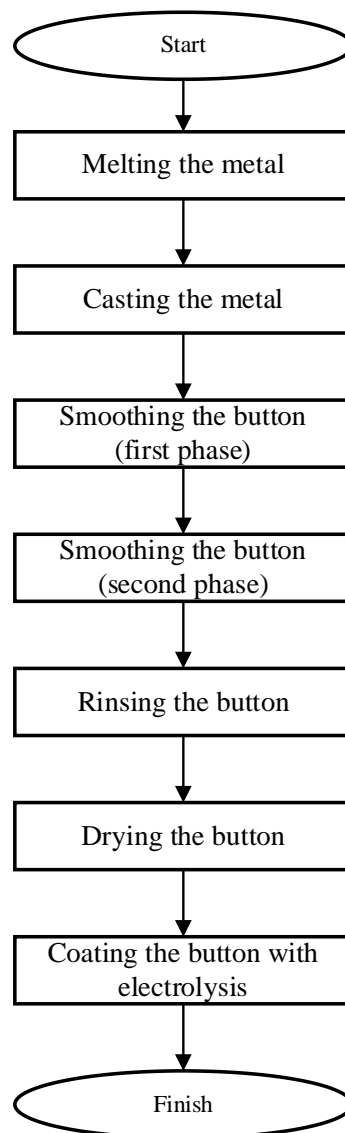 Start
Melting the metal
Casting the metal
Smoothing the button
(first phase)
Smoothing the button
(second phase)
Rinsing the button
Drying the button
Coating the button with
electrolysis
Finish